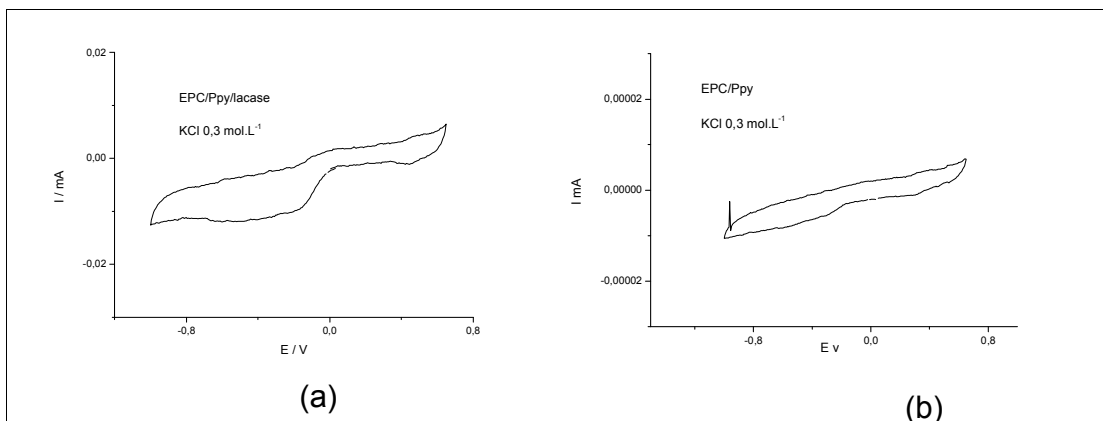 0,02
EPC/Ppy/lacase
KCl 0,3 mol.L-1
0,00
I / mA
-0,02
-0,8
0,0
0,8
E / V
(a)
0,00002
EPC/Ppy
KCl 0,3 mol.L-1
0,00000
I mA
-0,00002
-0,8
0,0
0,8
E v
(b)